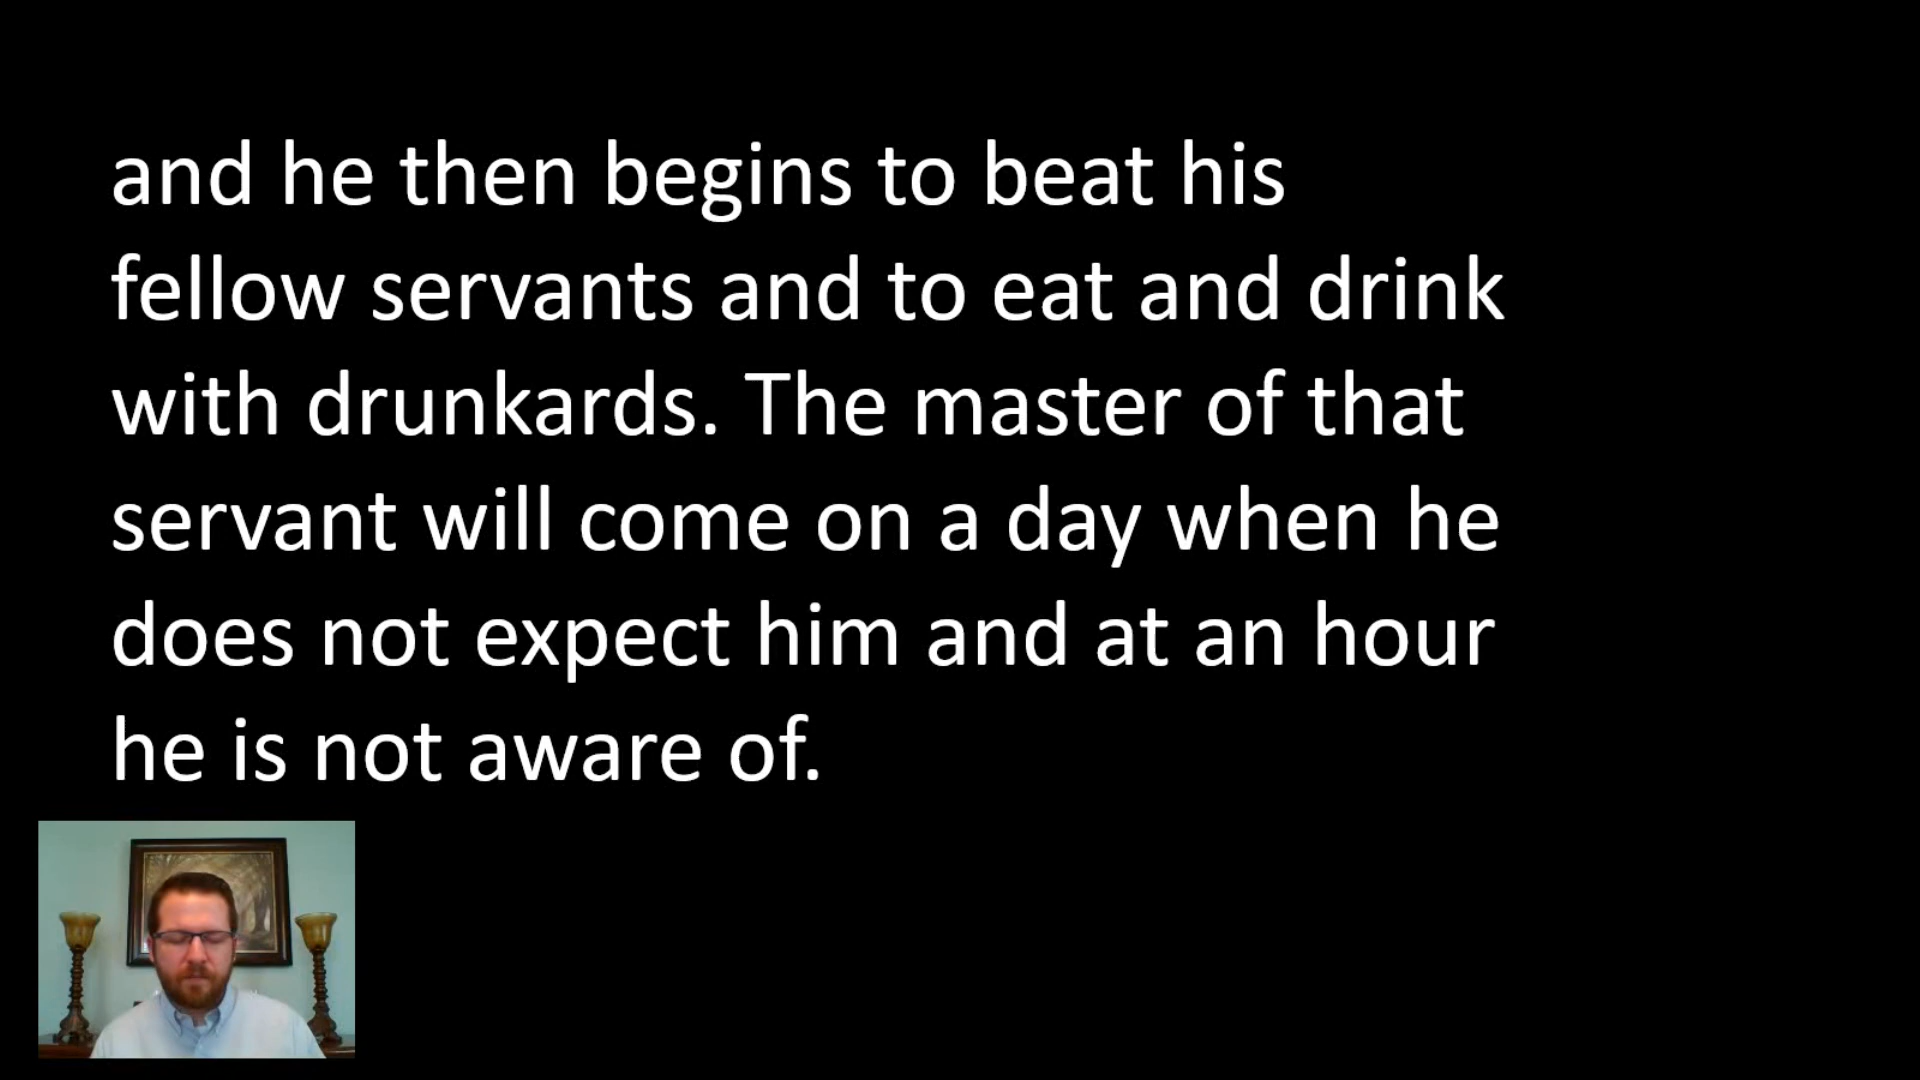 and he then begins to beat his
fellow servants and to eat and drink
with drunkards. The master of that
servant will come on a day when he
does not expect him and at an hour
he is not aware of.